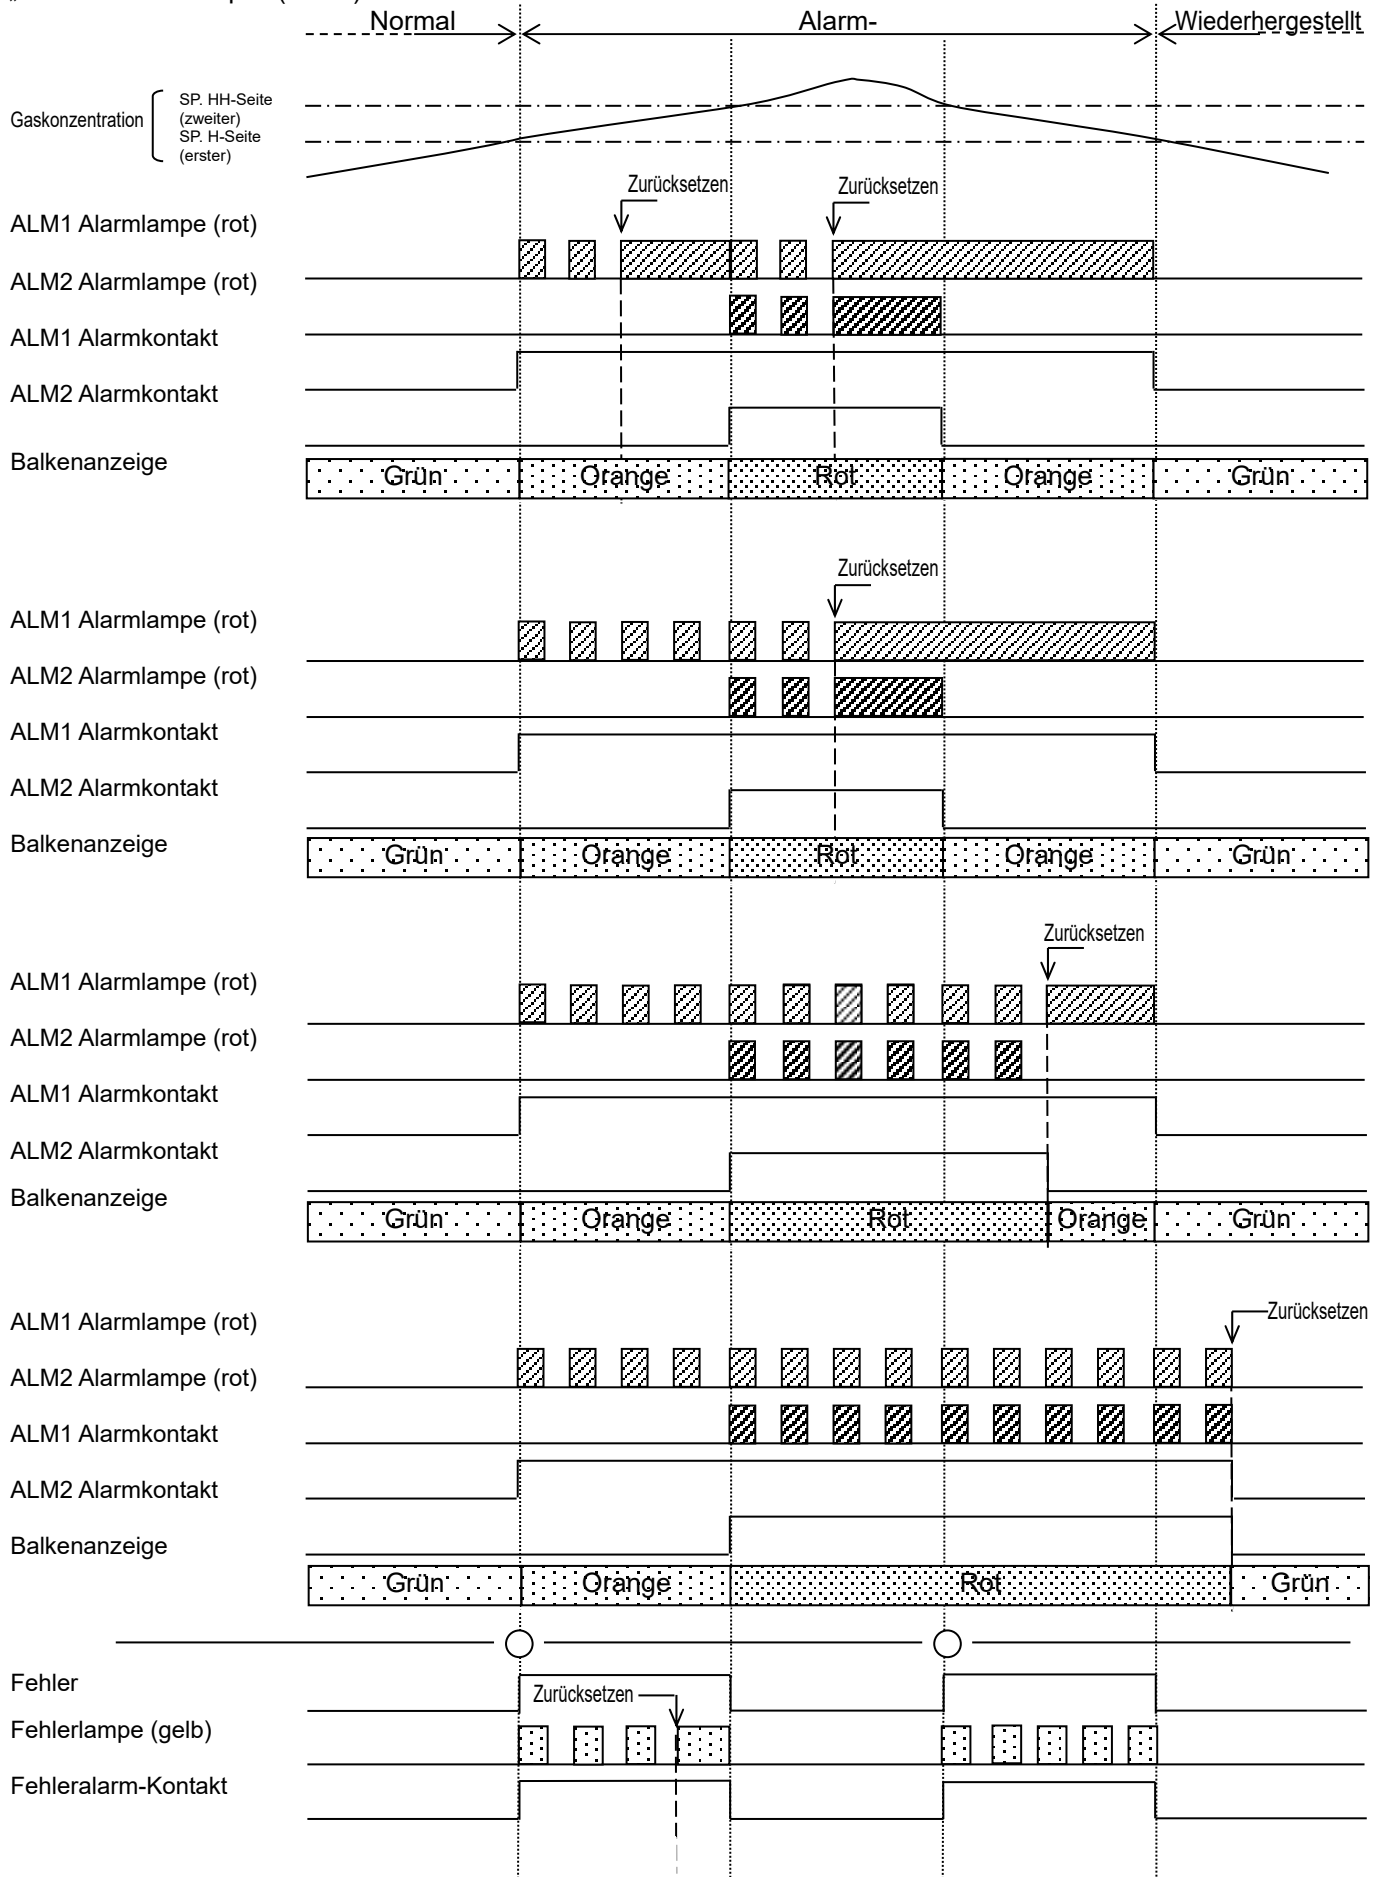 Normal
Alarm-
Wiederhergestellt
Gaskonzentration
SP. HH-Seite
(zweiter)
SP. H-Seite
(erster)
Zurücksetzen
Zurücksetzen
ALM1 Alarmlampe (rot)
ALM2 Alarmlampe (rot)
ALM1 Alarmkontakt
ALM2 Alarmkontakt
Balkenanzeige
Grün
Orange
Rot
Orange
Grün
Zurücksetzen
ALM1 Alarmlampe (rot)
ALM2 Alarmlampe (rot)
ALM1 Alarmkontakt
ALM2 Alarmkontakt
Balkenanzeige
Grün
Orange
Rot
Orange
Grün
Zurücksetzen
ALM1 Alarmlampe (rot)
ALM2 Alarmlampe (rot)
ALM1 Alarmkontakt
ALM2 Alarmkontakt
Balkenanzeige
Grün
Orange
Rot
Orange
Grün
Zurücksetzen
ALM1 Alarmlampe (rot)
ALM2 Alarmlampe (rot)
ALM1 Alarmkontakt
ALM2 Alarmkontakt
Balkenanzeige
Grün
Orange
Rot
Grün
Fehler
Zurücksetzen
Fehlerlampe (gelb)
Fehleralarm-Kontakt